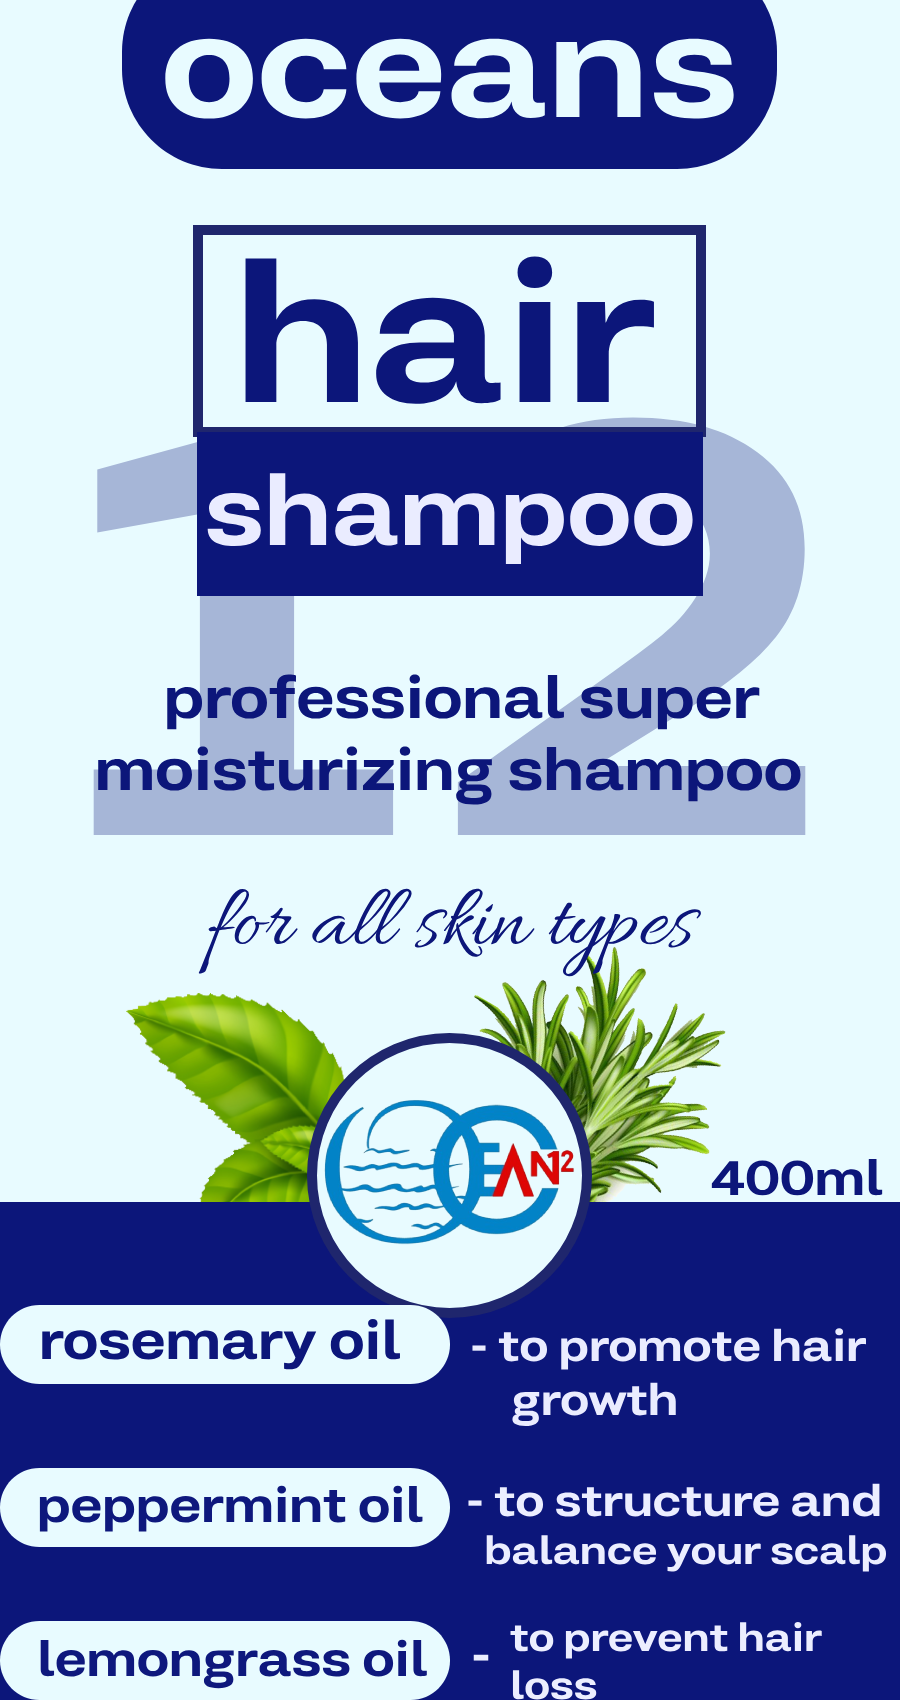 oceans
hair
shampoo
12
professional super
moisturizing shampoo
for all skin types
OCEAN²
400ml
rosemary oil
- to promote hair
growth
peppermint oil
- to structure and
balance your scalp
lemongrass oil
- to prevent hair
loss